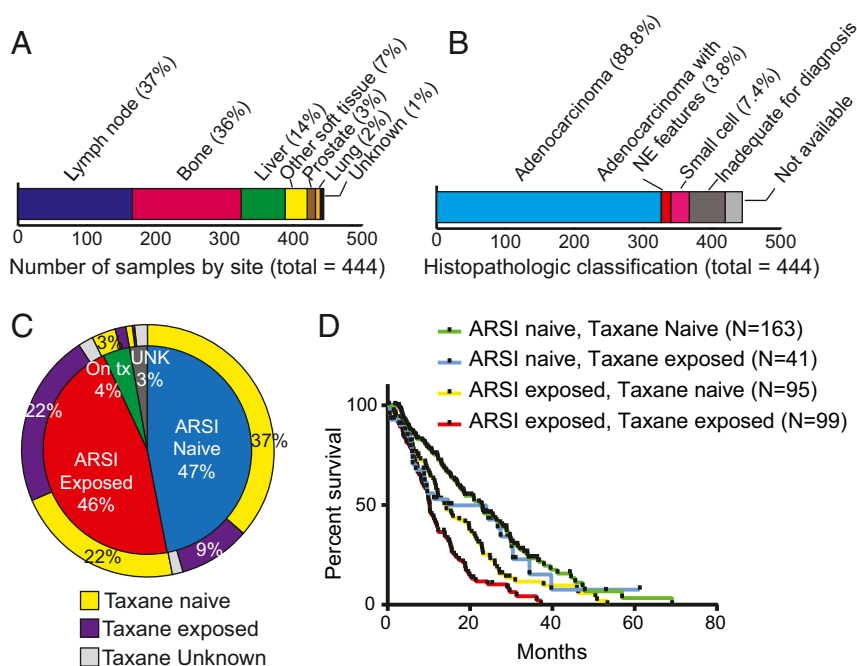 A
Lymph node (37%)
Bone (36%)
Liver (14%)
Other soft tissue (7%)
Prostate (3%)
Lung (2%)
Unknown (1%)
0 100 200 300 400 500
Number of samples by site (total = 444)
B
Adenocarcinoma (88.8%)
Adenocarcinoma with
NE features (3.8%)
Small cell (7.4%)
Inadequate for diagnosis
Not available
0 100 200 300 400 500
Histopathologic classification (total = 444)
C
3%
On tx
4%
UNK
3%
22%
37%
ARSI
Naive
47%
ARSI
Exposed
46%
22%
9%
Taxane naive
Taxane exposed
Taxane Unknown
D
ARSI naive, Taxane Naive (N=163)
ARSI naive, Taxane exposed (N=41)
ARSI exposed, Taxane naive (N=95)
ARSI exposed, Taxane exposed (N=99)
Percent survival
100
50
0
0 20 40 60 80
Months